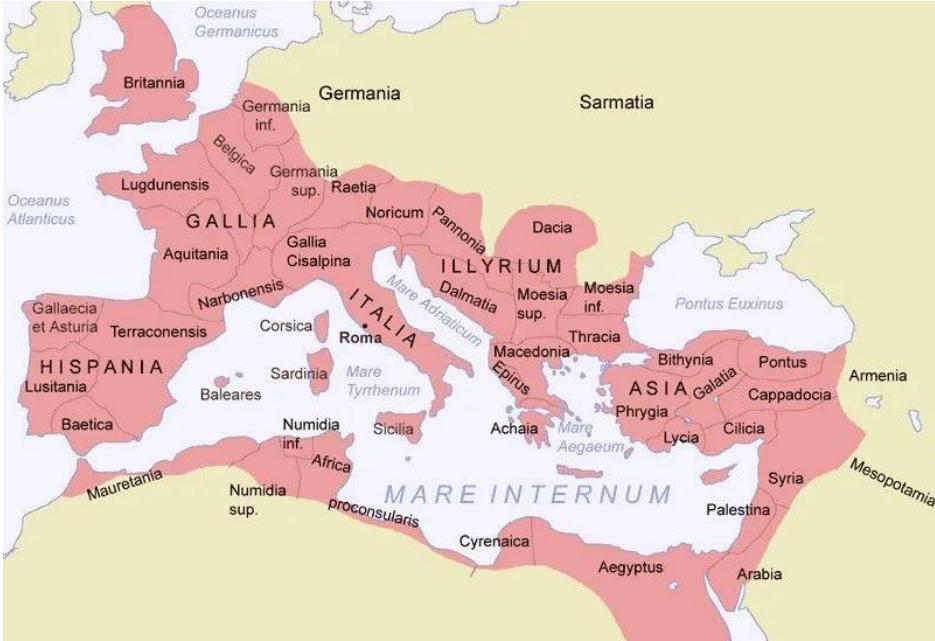 Oceanus
Germanicus
Britannia
Germania
Sarmatia
Germania
inf.
Belgica
Germania
sup.
Lugdunensis
Raetia
Oceanus
Atlanticus
GALLIA
Noricum
Pannonia
Dacia
Aquitania
Gallia
Cisalpina
ILLYRIUM
Narbonensis
Mare Adriaticum
Dalmatia
Moesia
sup.
Moesia
inf.
Pontus Euxinus
Gallaecia
et Asturia
Terraconensis
Corsica
ITALIA
Roma
Thracia
Macedonia
Epirus
Bithynia
Pontus
HISPANIA
Lusitania
Baleares
Sardinia
Mare
Tyrrhenum
ASIA
Galatia
Armenia
Cappadocia
Phrygia
Baetica
Numidia
inf.
Sicilia
Achaia
Mare
Aegaeum
Lycia
Cilicia
Africa
proconsularis
Mauretania
Numidia
sup.
MARE INTERNUM
Syria
Mesopotamia
Palestina
Cyrenaica
Aegyptus
Arabia